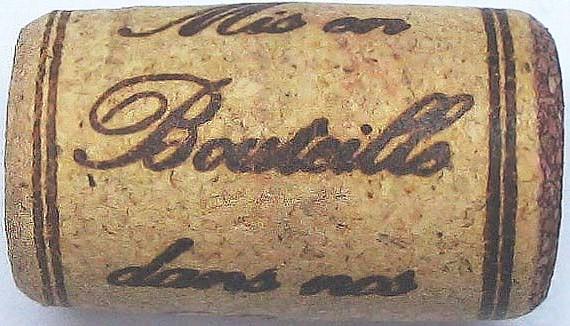 Mis en
Bouteille
dans nos